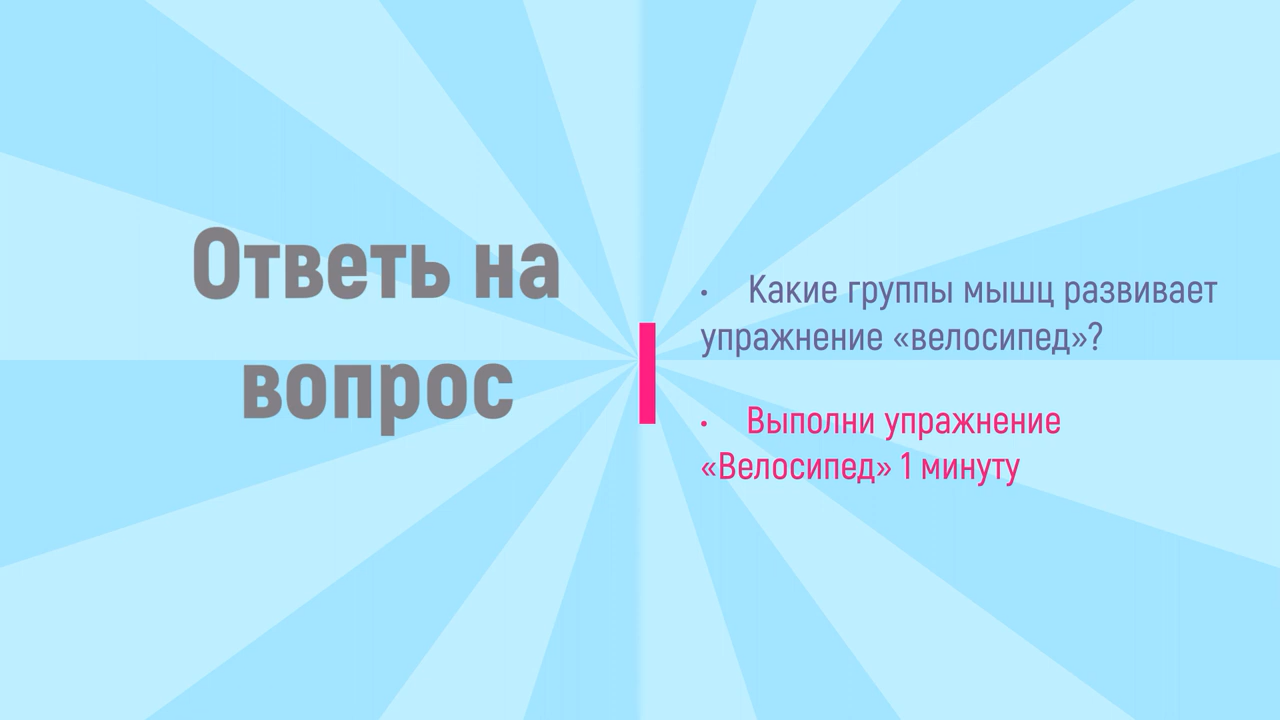 Ответь на
вопрос
• Какие группы мышц развивает
упражнение «велосипед»?
• Выполни упражнение
«Велосипед» 1 минуту